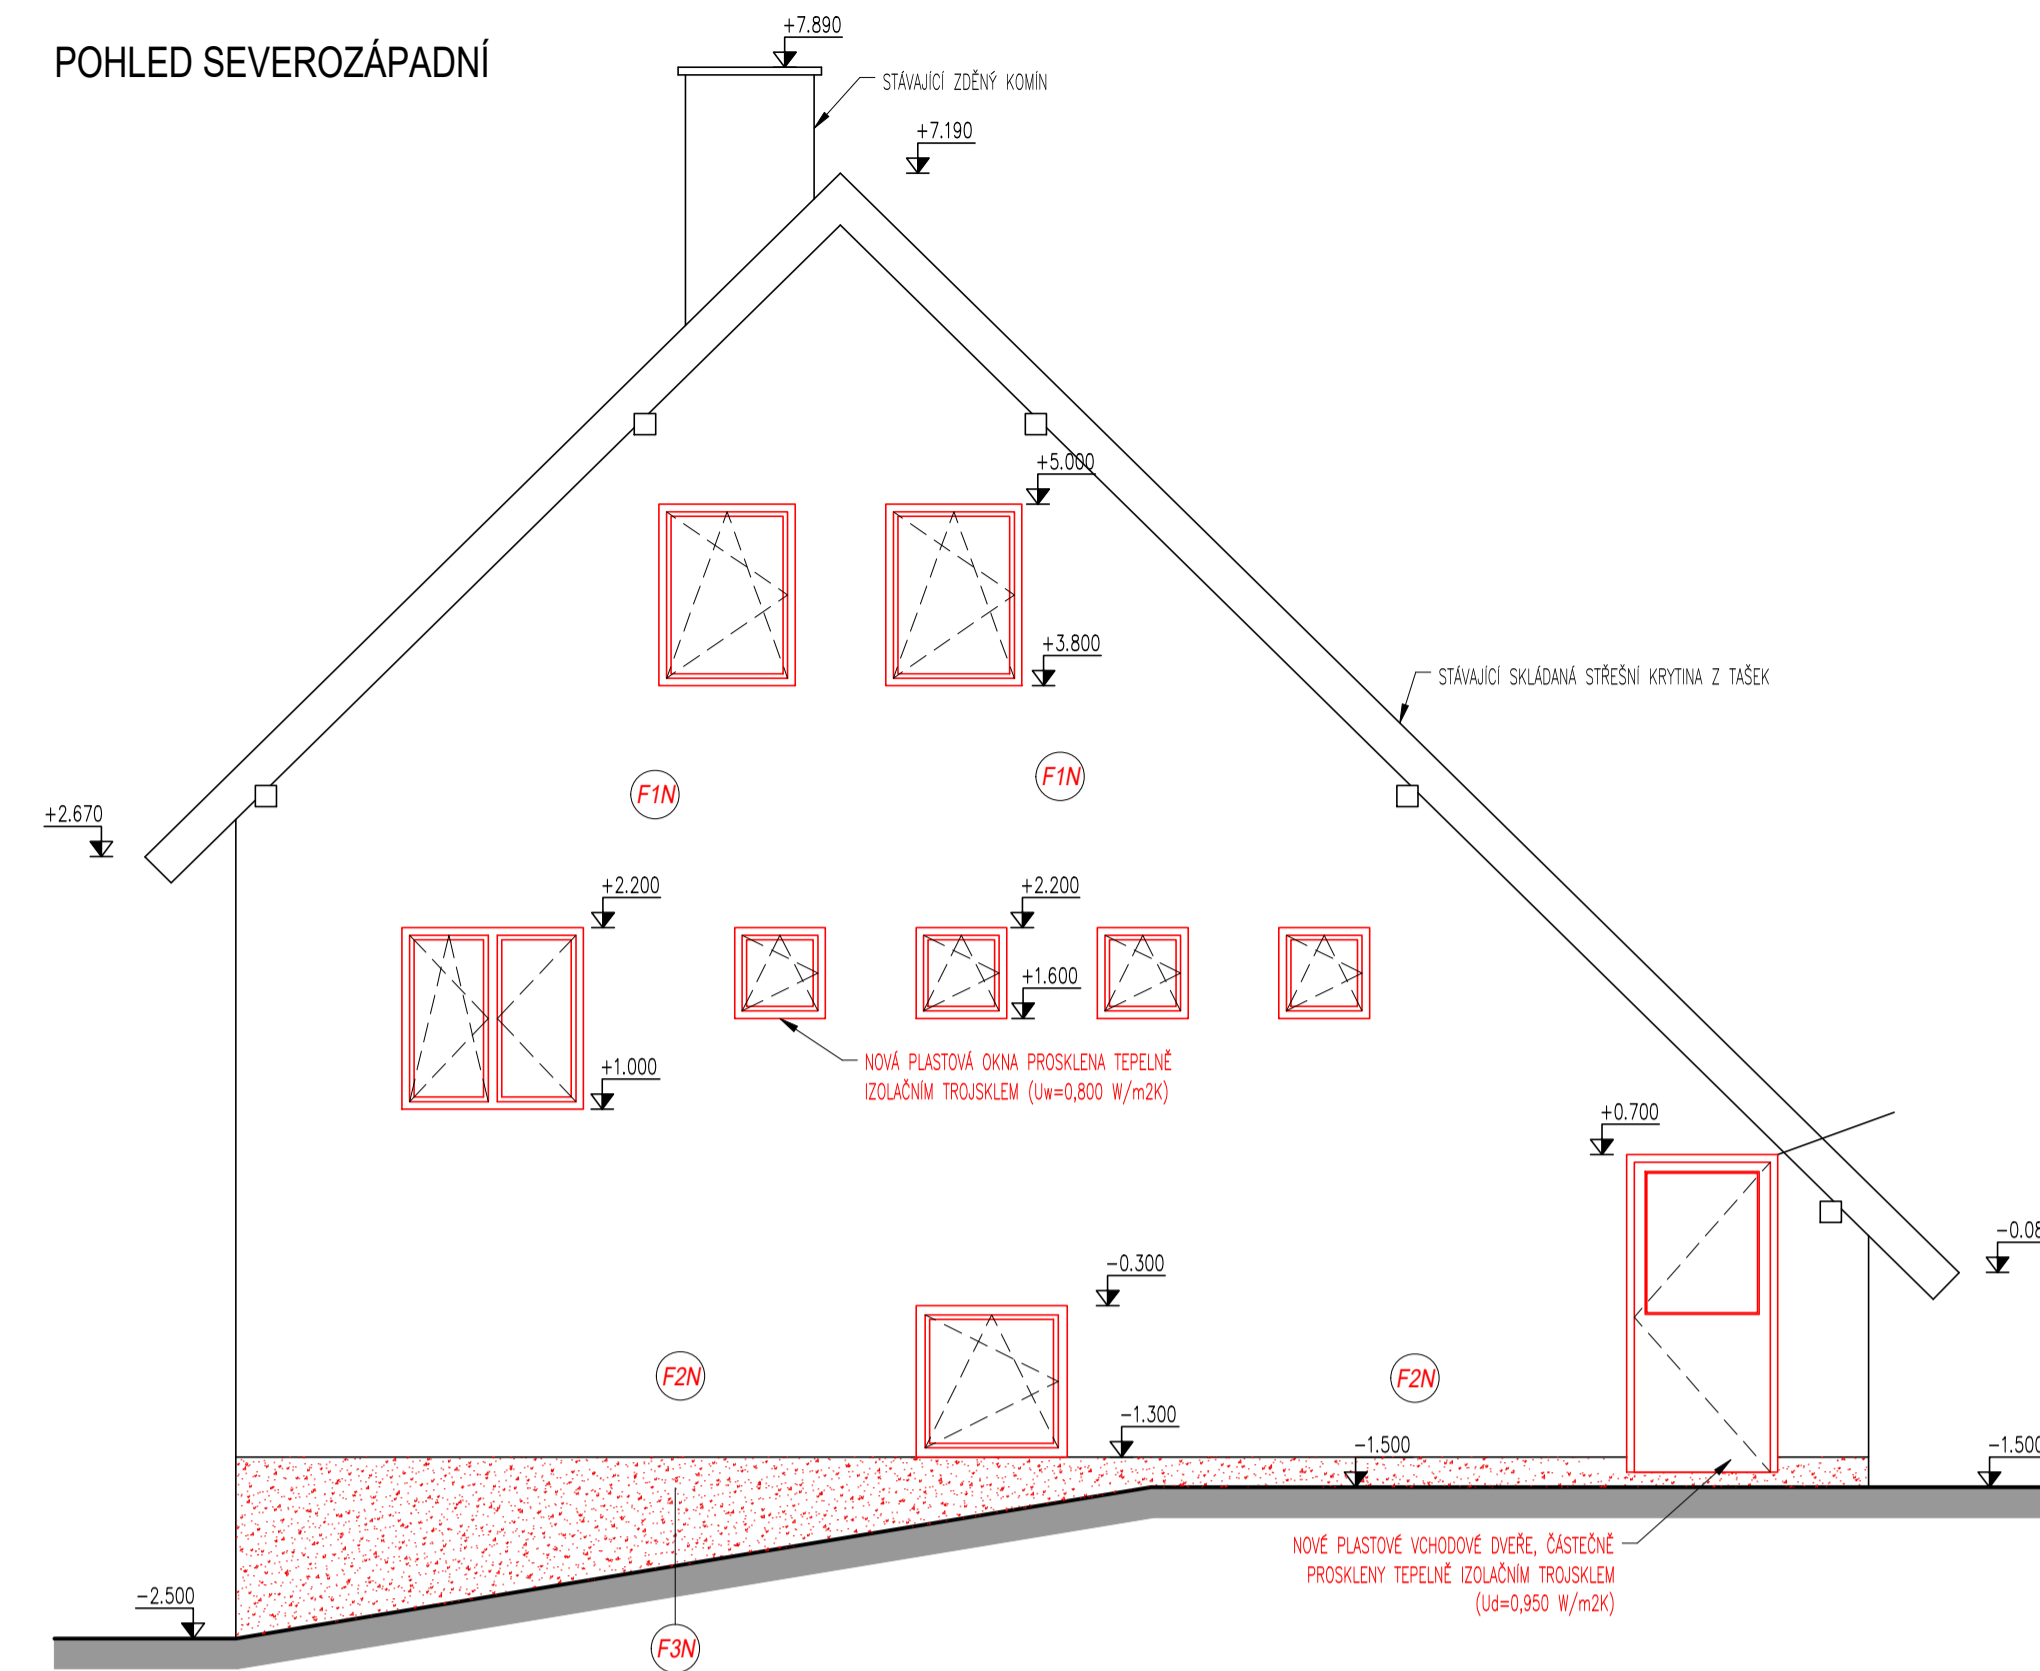 POHLED SEVEROZÁPADNÍ
+7.890
STÁVAJÍCÍ ZDĚNÝ KOMÍN
+7.190
+5.000
+3.800
STÁVAJÍCÍ SKLÁDANÁ STŘEŠNÍ KRYTINA Z TAŠEK
F1N
F1N
+2.670
+2.200
+2.200
+1.600
+1.000
NOVÁ PLASTOVÁ OKNA PROSKLENA TEPELNĚ
IZOLAČNÍM TROJSKLEM (Uw=0,800 W/m2K)
+0.700
-0.08
-0.300
F2N
F2N
-1.300
-1.500
-1.500
NOVÉ PLASTOVÉ VCHODOVÉ DVEŘE, ČÁSTEČNĚ
PROSKLENY TEPELNĚ IZOLAČNÍM TROJSKLEM
(Ud=0,950 W/m2K)
-2.500
F3N